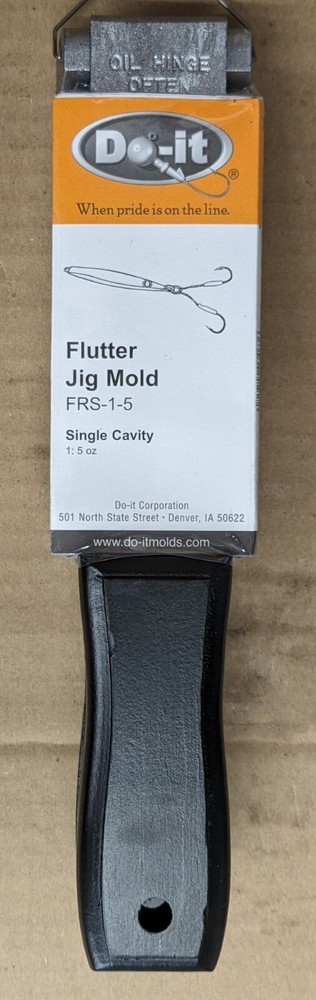 OIL HINGE
OFTEN
Do-it
®
When pride is on the line.
Flutter
Jig Mold
FRS-1-5
Single Cavity
1: 5 oz
Do-it Corporation
501 North State Street • Denver, IA 50622
www.do-itmolds.com